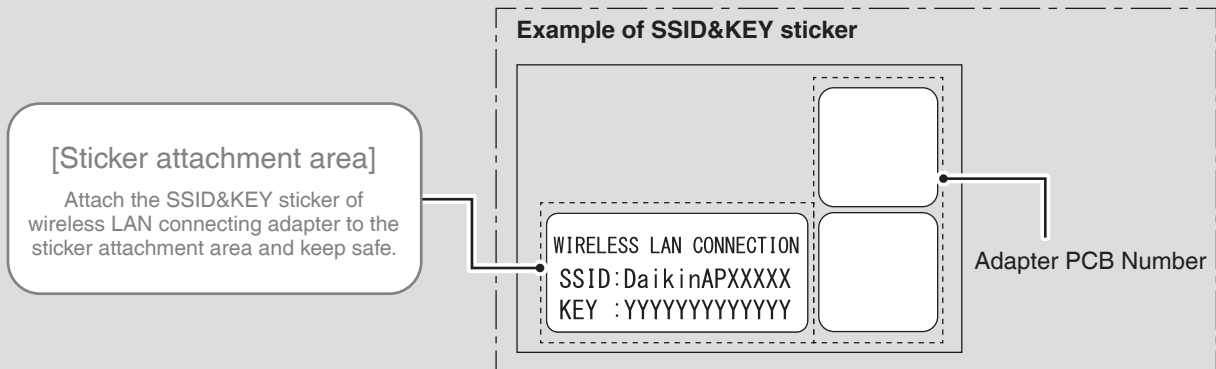 Example of SSID&KEY sticker
[Sticker attachment area]
Attach the SSID&KEY sticker of
wireless LAN connecting adapter to the
sticker attachment area and keep safe.
WIRELESS LAN CONNECTION
SSID:DaikinAPXXXXX
KEY :YYYYYYYYYYYYY
Adapter PCB Number